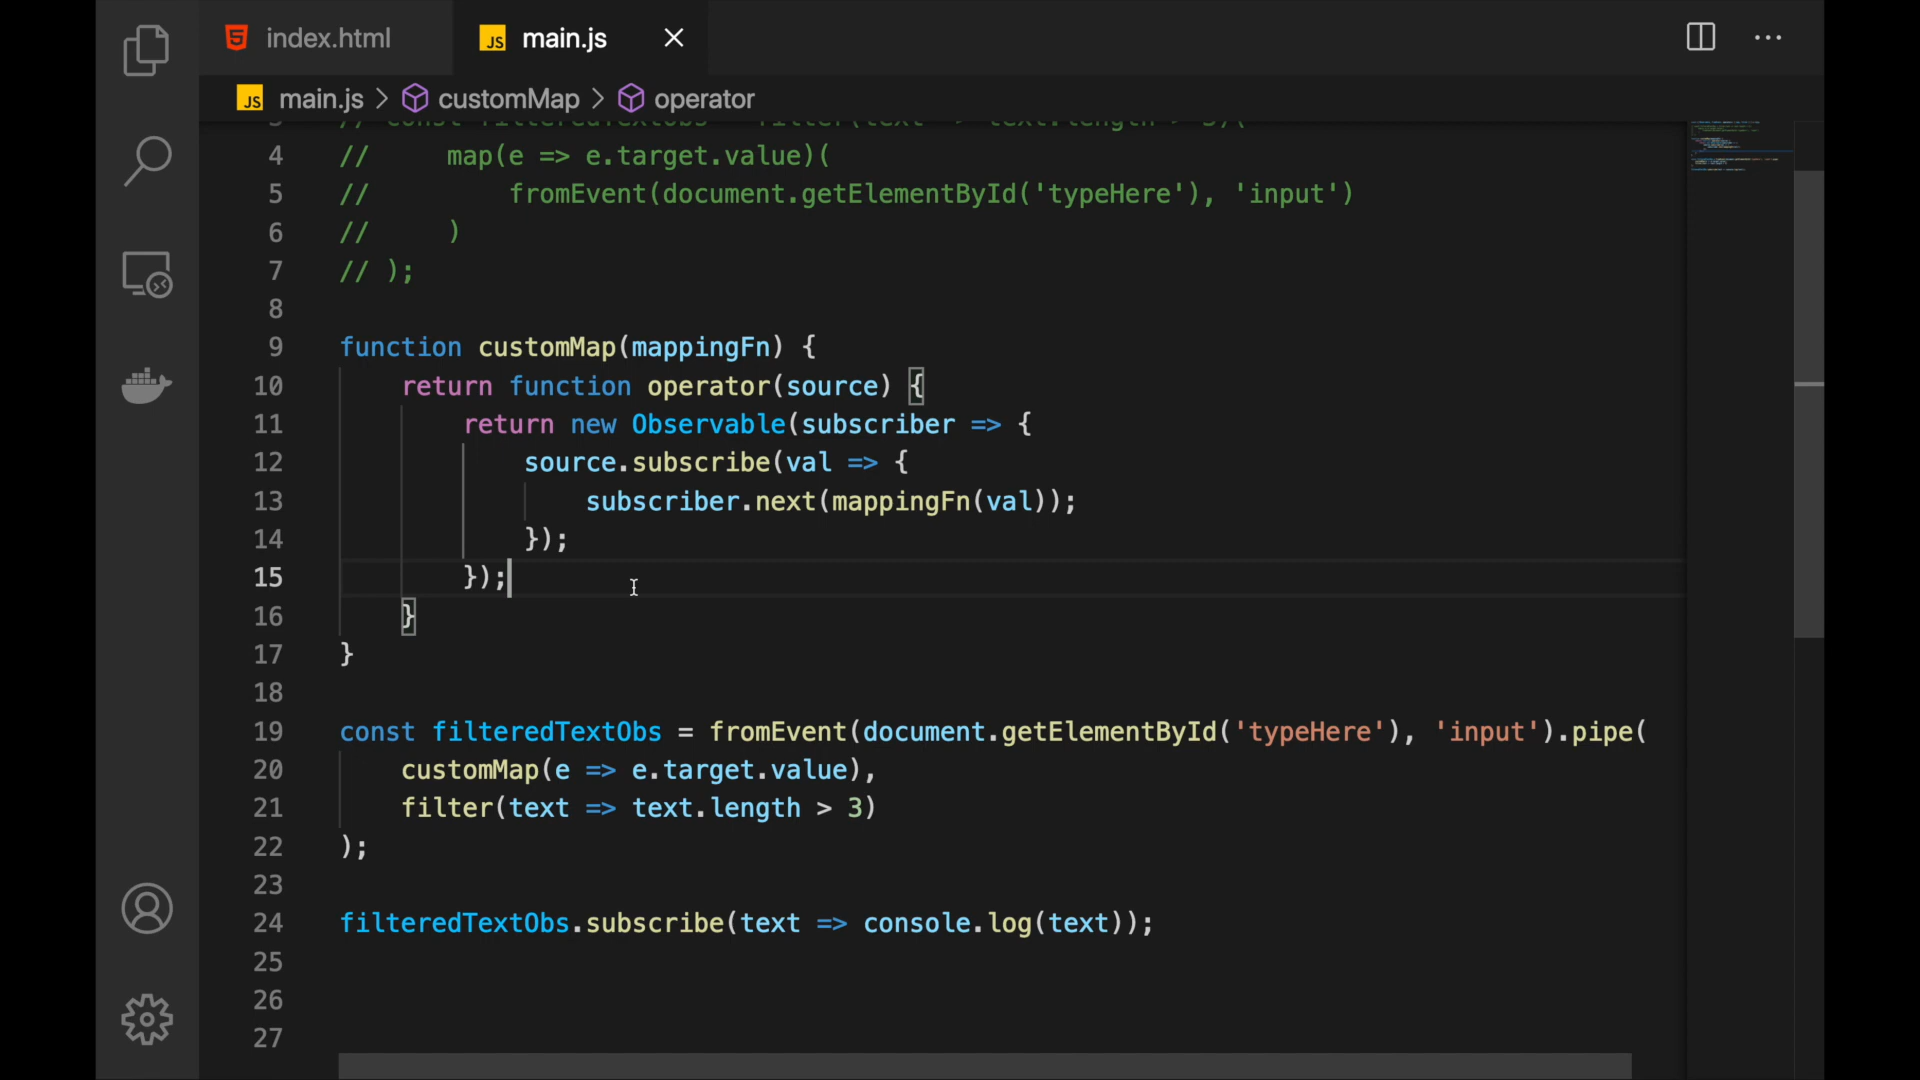 index.html
JS main.js
JS main.js > customMap > operator
4 //     map(e => e.target.value)(
5 //         fromEvent(document.getElementById('typeHere'), 'input')
6 //     )
7 // );
8
9 function customMap(mappingFn) {
10     return function operator(source) {
11         return new Observable(subscriber => {
12             source.subscribe(val => {
13                 subscriber.next(mappingFn(val));
14             });
15         });
16     }
17 }
18
19 const filteredTextObs = fromEvent(document.getElementById('typeHere'), 'input').pipe(
20     customMap(e => e.target.value),
21     filter(text => text.length > 3)
22 );
23
24 filteredTextObs.subscribe(text => console.log(text));
25
26
27